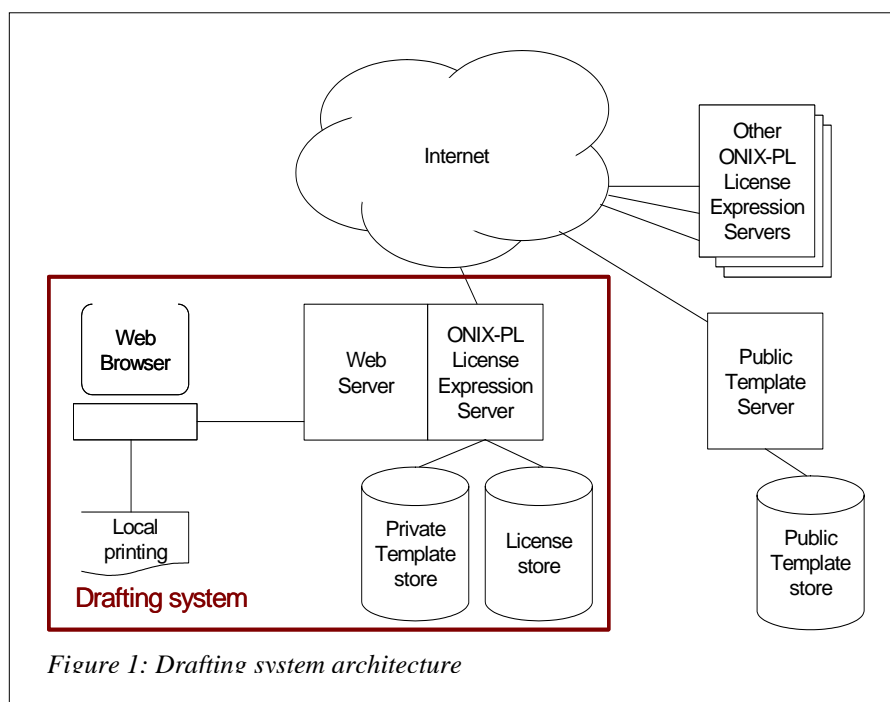 Internet
Other
ONIX-PL
License
Expression
Servers
Web
Browser
Web
Server
ONIX-PL
License
Expression
Server
Public
Template
Server
Local
printing
Private
Template
store
License
store
Public
Template
store
Drafting system
Figure 1: Drafting system architecture